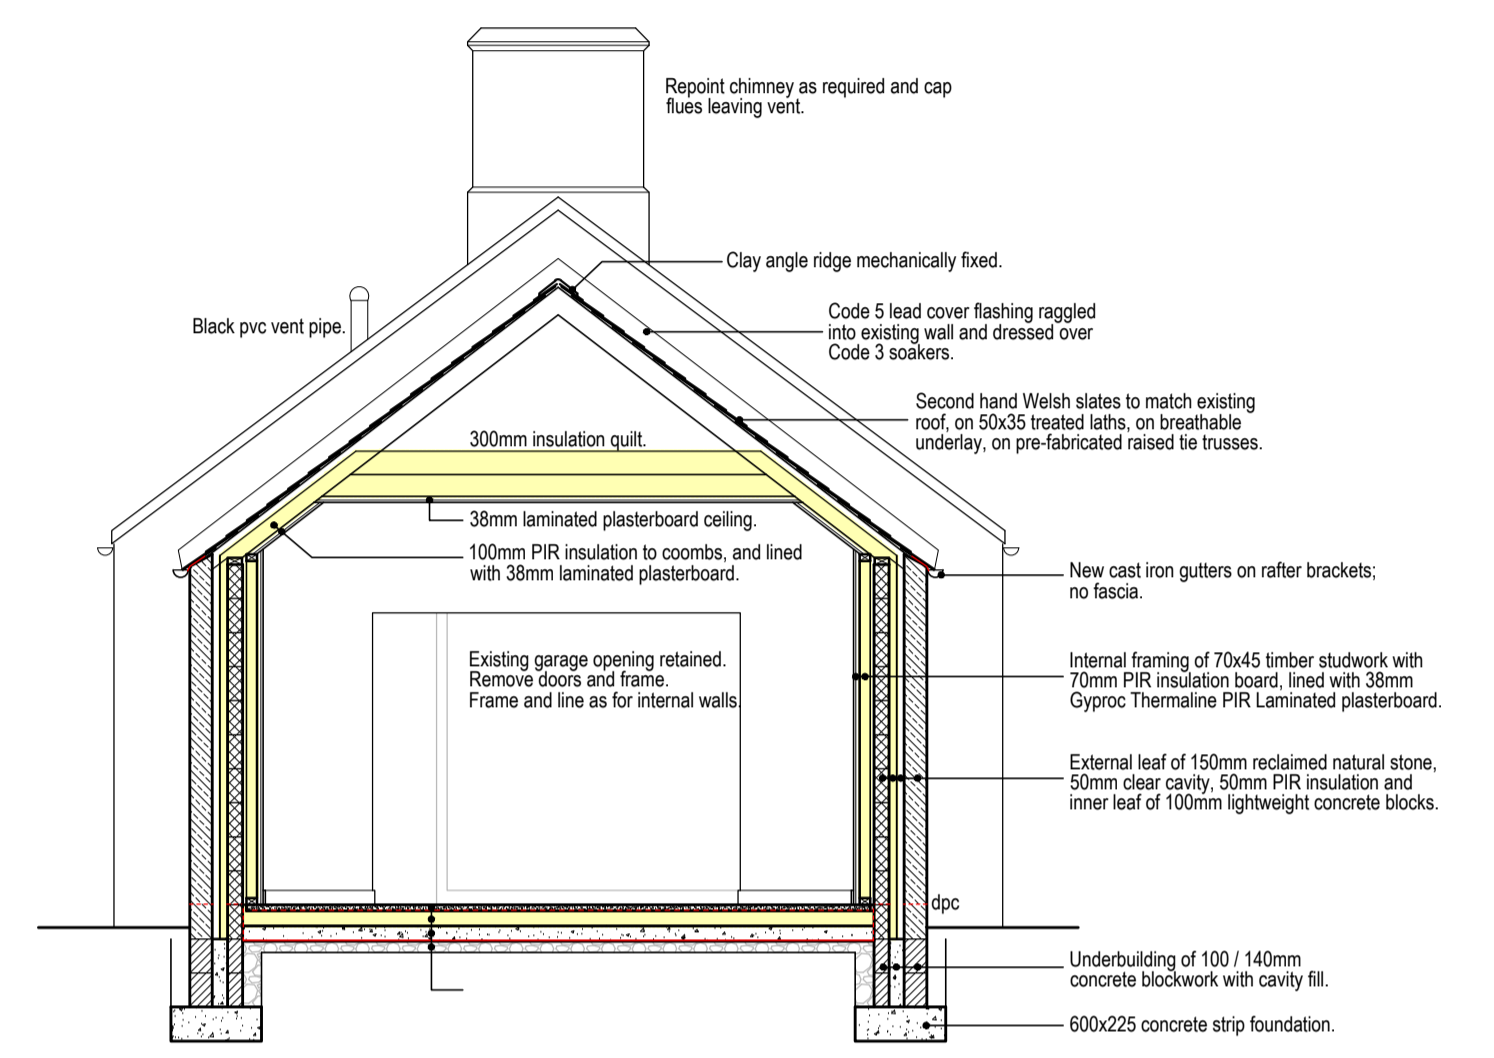 Repoint chimney as required and cap
flues leaving vent.
Clay angle ridge mechanically fixed.
Black pvc vent pipe.
Code 5 lead cover flashing raggled
into existing wall and dressed over
Code 3 soakers.
Second hand Welsh slates to match existing
roof, on 50x35 treated laths, on breathable
underlay, on pre-fabricated raised tie trusses.
300mm insulation quilt.
38mm laminated plasterboard ceiling.
100mm PIR insulation to coombs, and lined
with 38mm laminated plasterboard.
New cast iron gutters on rafter brackets;
no fascia.
Existing garage opening retained.
Remove doors and frame.
Frame and line as for internal walls.
Internal framing of 70x45 timber studwork with
70mm PIR insulation board, lined with 38mm
Gyproc Thermaline PIR Laminated plasterboard.
External leaf of 150mm reclaimed natural stone,
50mm clear cavity, 50mm PIR insulation and
inner leaf of 100mm lightweight concrete blocks.
dpc
Underbuilding of 100 / 140mm
concrete blockwork with cavity fill.
600x225 concrete strip foundation.